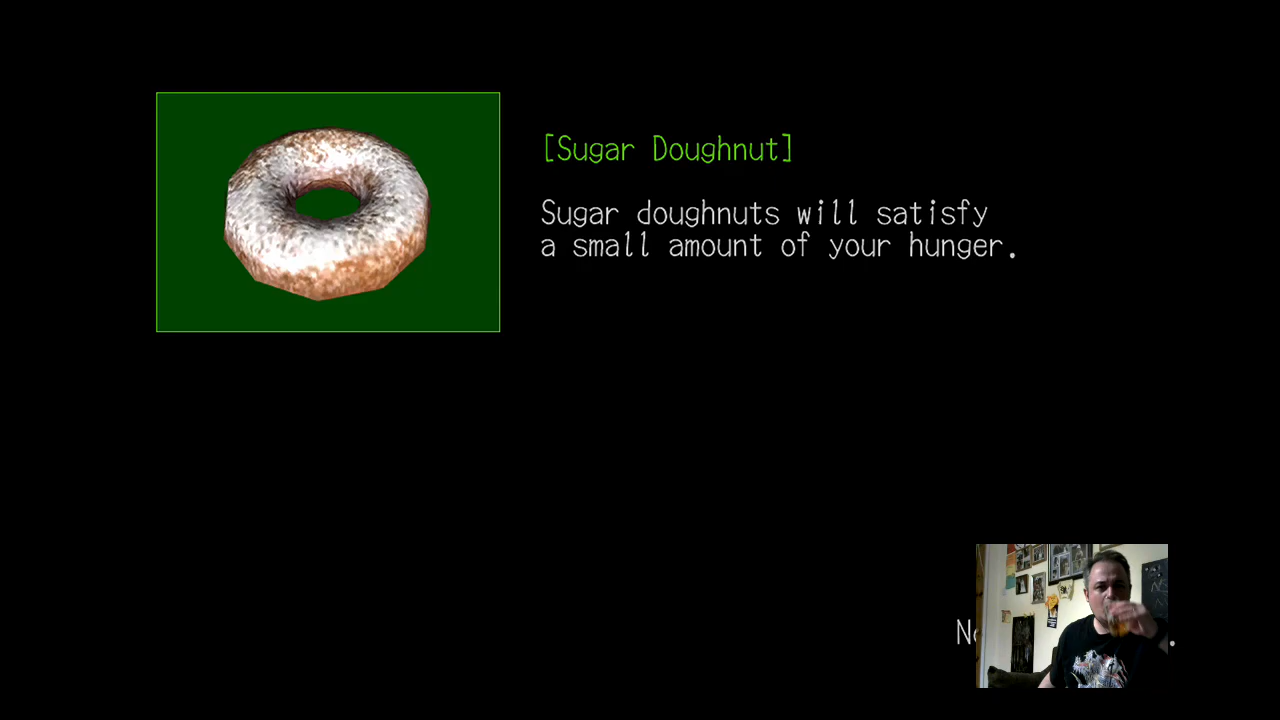 [Sugar Doughnut]
Sugar doughnuts will satisfy
a small amount of your hunger.